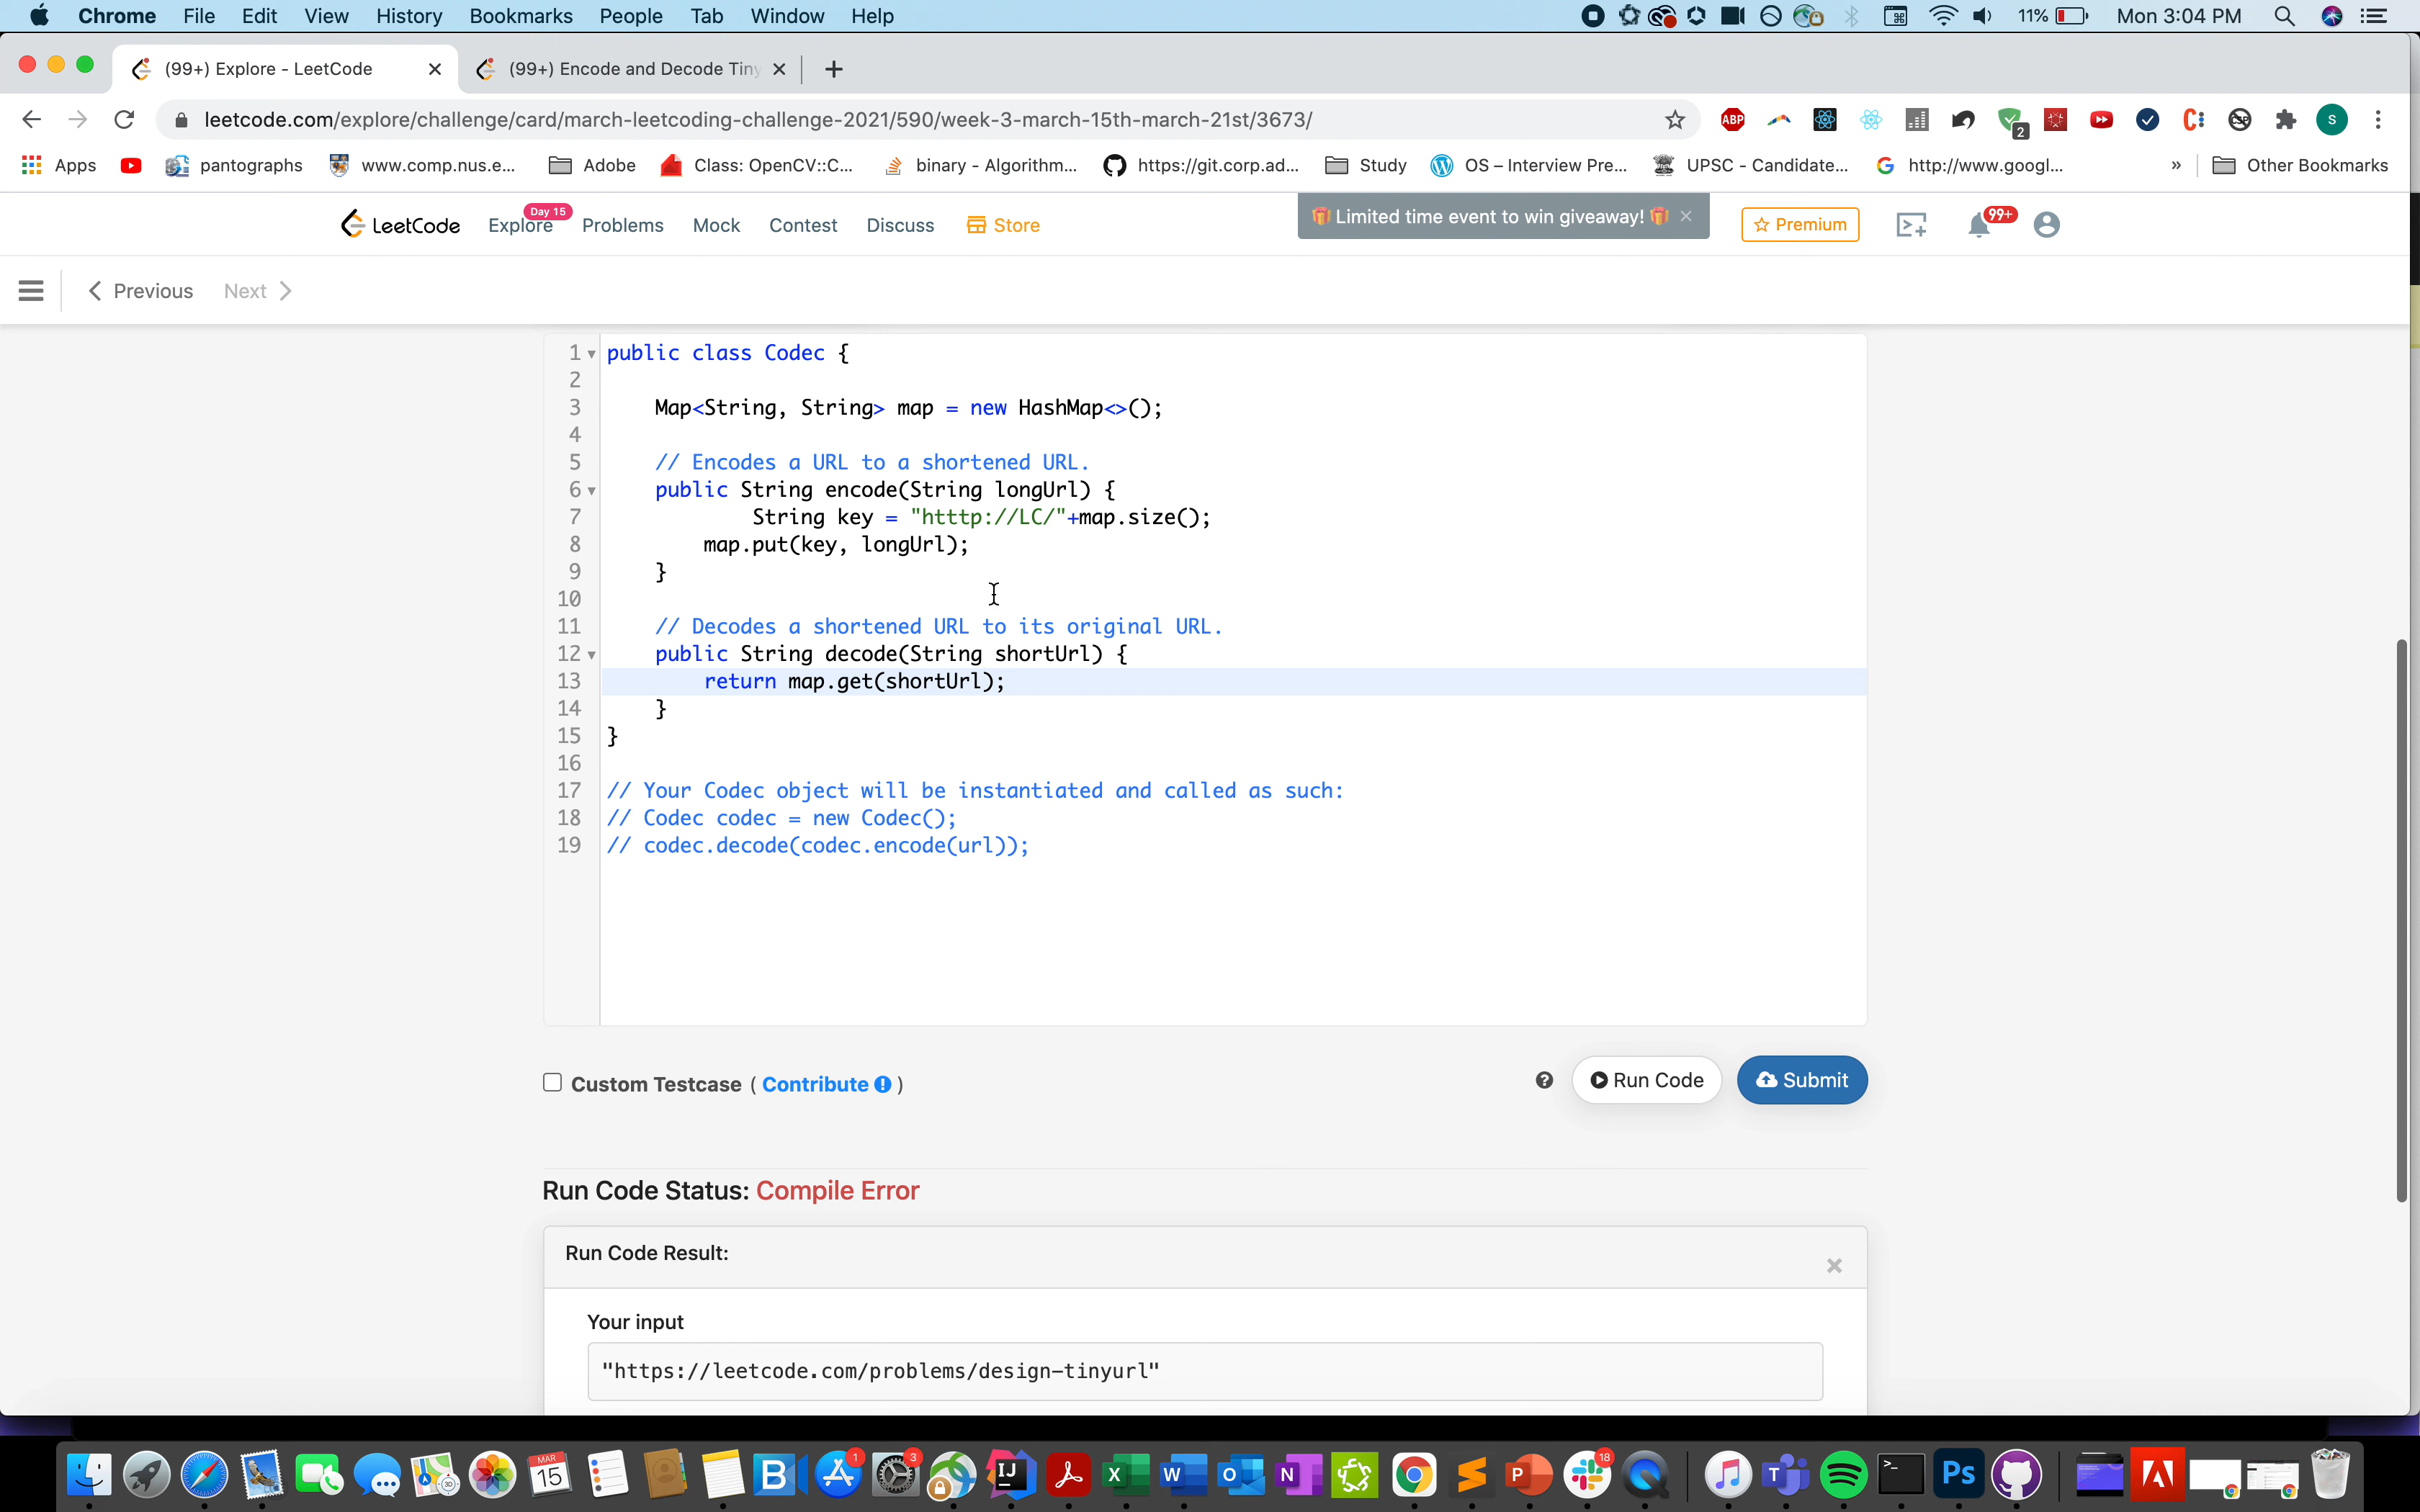 Chrome File Edit View History Bookmarks People Tab Window Help 11% Mon 3:04 PM
(99+) Explore - LeetCode (99+) Encode and Decode Tiny
leetcode.com/explore/challenge/card/march-leetcoding-challenge-2021/590/week-3-march-15th-march-21st/3673/ ABP 2 S
Apps pantographs www.comp.nus.e... Adobe Class: OpenCV::C... binary - Algorithm... https://git.corp.ad... Study OS – Interview Pre... UPSC - Candidate... http://www.googl... » Other Bookmarks
LeetCode Explore Day 15 Problems Mock Contest Discuss Store Limited time event to win giveaway! Premium 99+
Previous Next
1 public class Codec {
2
3 Map<String, String> map = new HashMap<>();
4
5 // Encodes a URL to a shortened URL.
6 public String encode(String longUrl) {
7 String key = "htttp://LC/"+map.size();
8 map.put(key, longUrl);
9 }
10
11 // Decodes a shortened URL to its original URL.
12 public String decode(String shortUrl) {
13 return map.get(shortUrl);
14 }
15 }
16
17 // Your Codec object will be instantiated and called as such:
18 // Codec codec = new Codec();
19 // codec.decode(codec.encode(url));
Custom Testcase ( Contribute ) Run Code Submit
Run Code Status: Compile Error
Run Code Result:
Your input
"https://leetcode.com/problems/design-tinyurl"
MAR 15 1 3 IJ X W O N P 18 T Ps